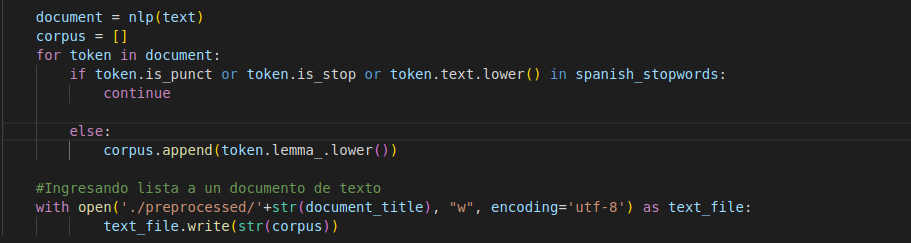 document = nlp(text)
corpus = []
for token in document:
if token.is_punct or token.is_stop or token.text.lower() in spanish_stopwords:
continue
else:
corpus.append(token.lemma_.lower())
#Ingresando lista a un documento de texto
with open('./preprocessed/'+str(document_title), "w", encoding='utf-8') as text_file:
text_file.write(str(corpus))